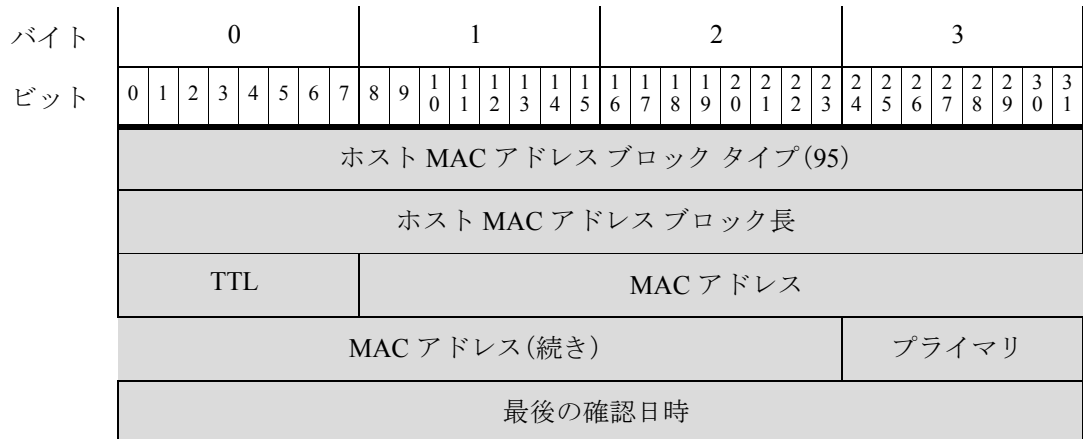 バイト 0 1 2 3
ビット 0 1 2 3 4 5 6 7 8 9 10 11 12 13 14 15 16 17 18 19 20 21 22 23 24 25 26 27 28 29 30 31
ホスト MAC アドレス ブロック タイプ(95)
ホスト MAC アドレス ブロック長
TTL MAC アドレス
MAC アドレス(続き) プライマリ
最後の確認日時